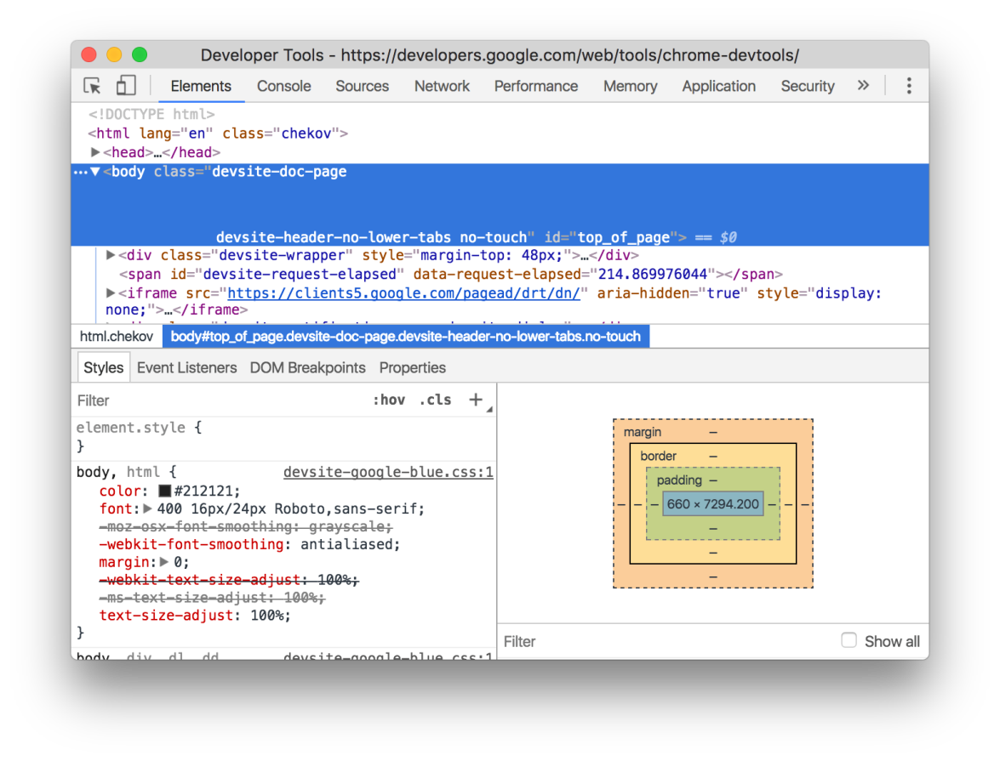 Developer Tools - https://developers.google.com/web/tools/chrome-devtools/
Elements Console Sources Network Performance Memory Application Security »
<!DOCTYPE html>
<html lang="en" class="chekov">
▶<head>…</head>
…▼<body class="devsite-doc-page
devsite-header-no-lower-tabs no-touch" id="top_of_page"> == $0
▶<div class="devsite-wrapper" style="margin-top: 48px;">…</div>
<span id="devsite-request-elapsed" data-request-elapsed="214.869976044"></span>
▶<iframe src="https://clients5.google.com/pagead/drt/dn/" aria-hidden="true" style="display:
none;">…</iframe>
html.chekov body#top_of_page.devsite-doc-page.devsite-header-no-lower-tabs.no-touch
Styles Event Listeners DOM Breakpoints Properties
Filter :hov .cls +
element.style {
}
body, html { devsite-google-blue.css:1
color: #212121;
font:▶400 16px/24px Roboto,sans-serif;
-moz-osx-font-smoothing: grayscale;
-webkit-font-smoothing: antialiased;
margin:▶0;
-webkit-text-size-adjust: 100%;
-ms-text-size-adjust: 100%;
text-size-adjust: 100%;
}
body, div, dl, dd, devsite-google-blue.css:1
margin –
border –
padding –
– – – 660 × 7294.200 – – –
–
–
–
Filter Show all